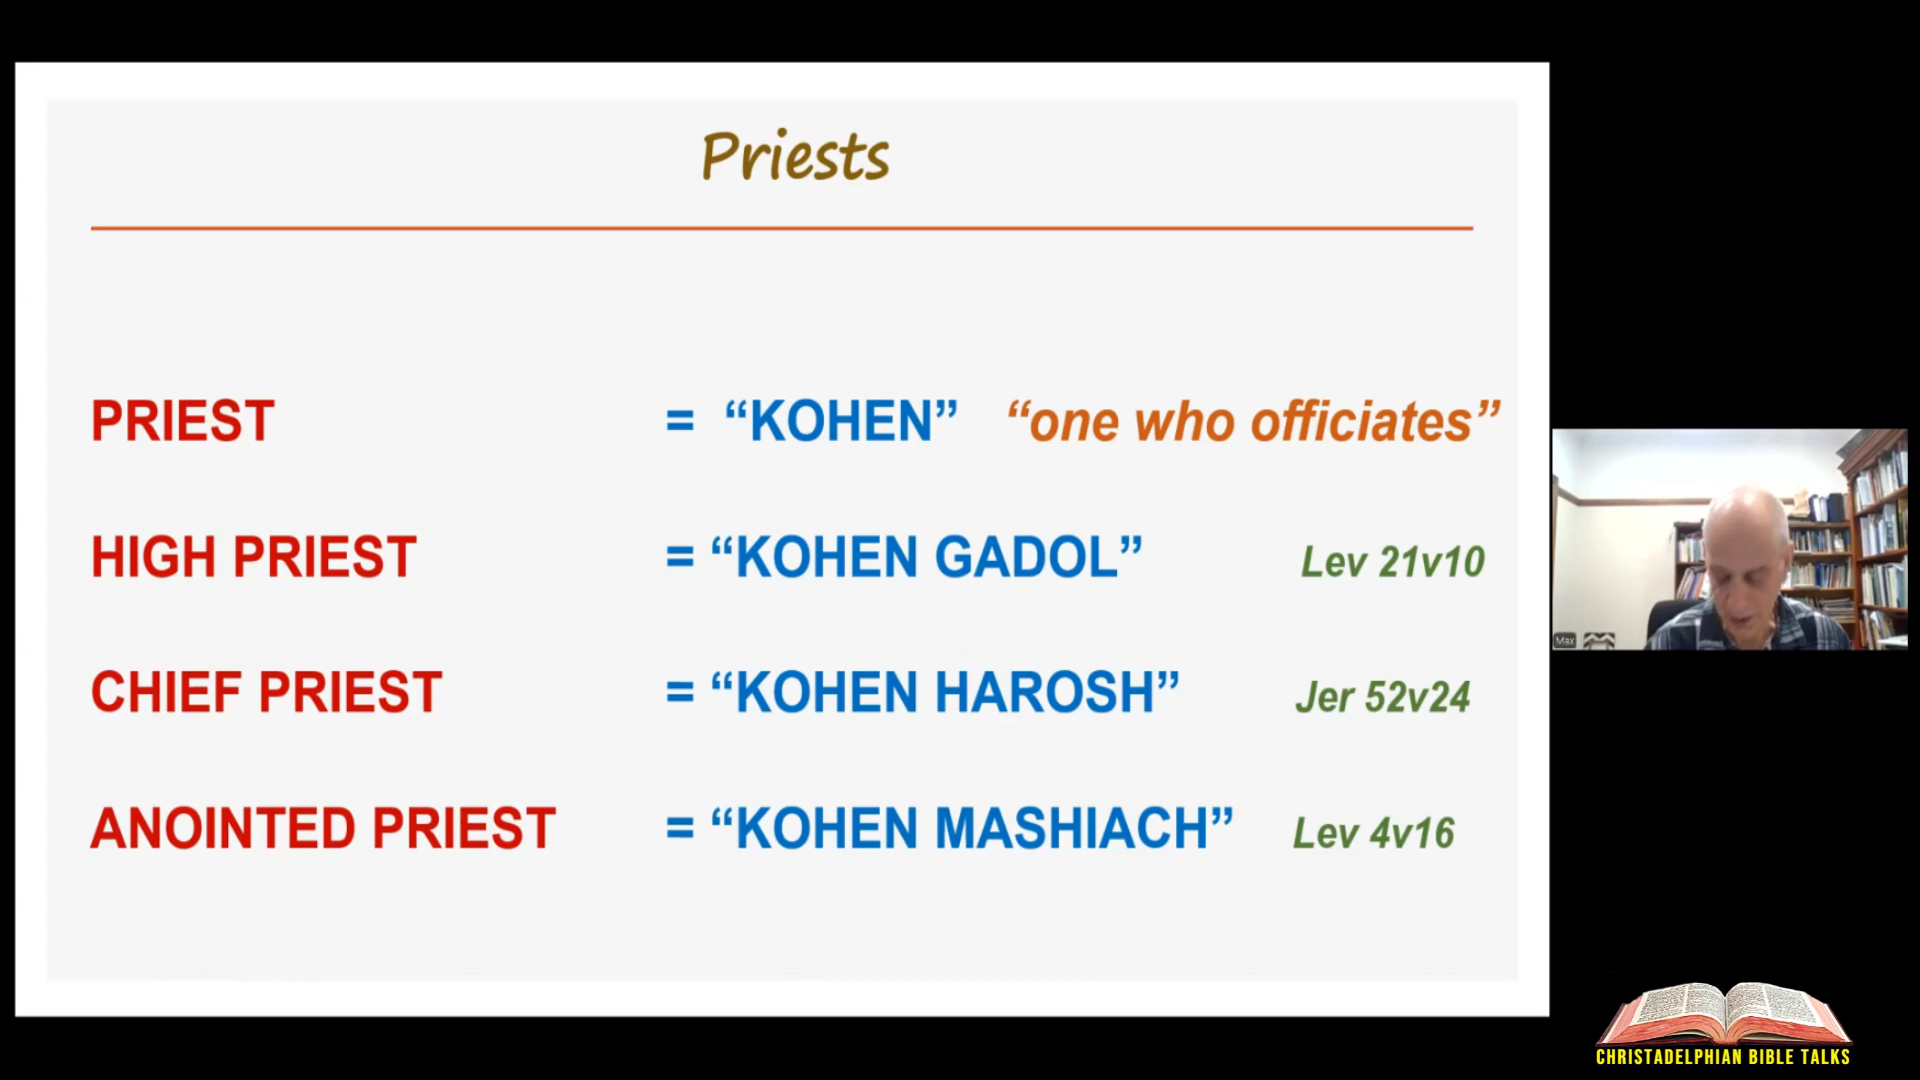 Priests
PRIEST = “KOHEN” “one who officiates”
HIGH PRIEST = “KOHEN GADOL” Lev 21v10
CHIEF PRIEST = “KOHEN HAROSH” Jer 52v24
ANOINTED PRIEST = “KOHEN MASHIACH” Lev 4v16
Max
CHRISTADELPHIAN BIBLE TALKS